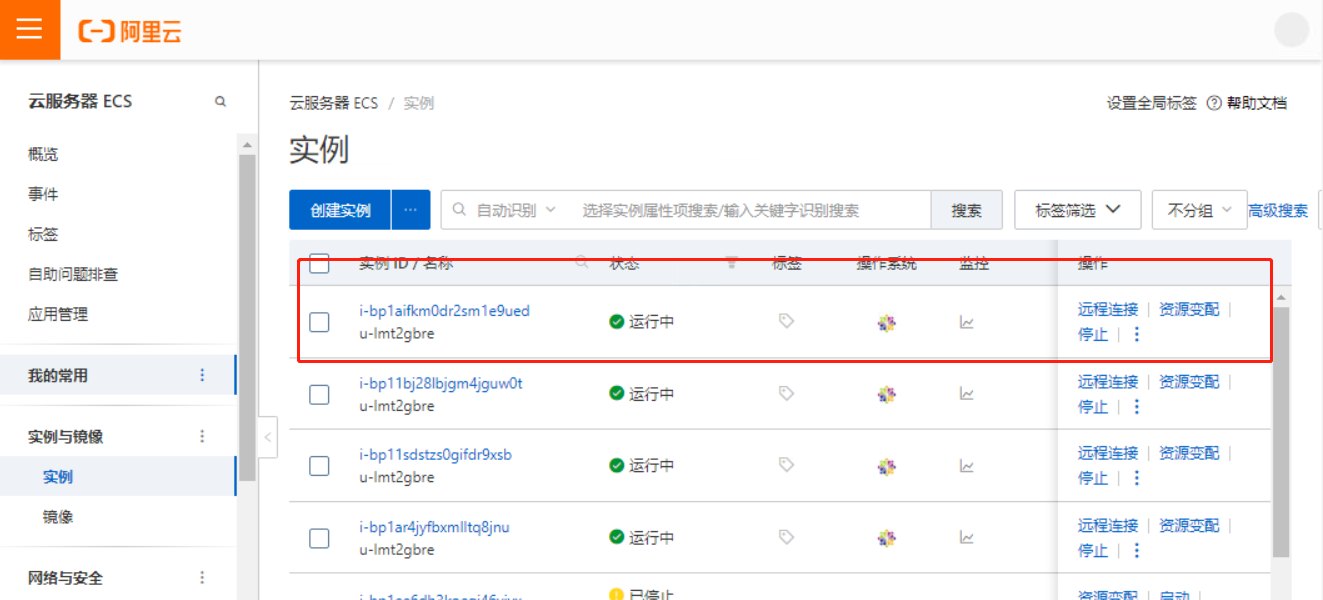 阿里云
云服务器 ECS
概览
事件
标签
自助问题排查
应用管理
我的常用
实例与镜像
实例
镜像
网络与安全
云服务器 ECS / 实例
设置全局标签 帮助文档
实例
创建实例 ··· 自动识别 选择实例属性项搜索/输入关键字识别搜索 搜索 标签筛选 不分组 高级搜索
实例 ID / 名称 状态 标签 操作系统 监控 操作
i-bp1aifkm0dr2sm1e9ued 运行中 远程连接 | 资源变配 |
u-lmt2gbre 停止 |
i-bp11bj28lbjgm4jguw0t 运行中 远程连接 | 资源变配 |
u-lmt2gbre 停止 |
i-bp11sdstzs0gifdr9xsb 运行中 远程连接 | 资源变配 |
u-lmt2gbre 停止 |
i-bp1ar4jyfbxmlltq8jnu 运行中 远程连接 | 资源变配 |
u-lmt2gbre 停止 |
已停止 资源变配 | 启动 |